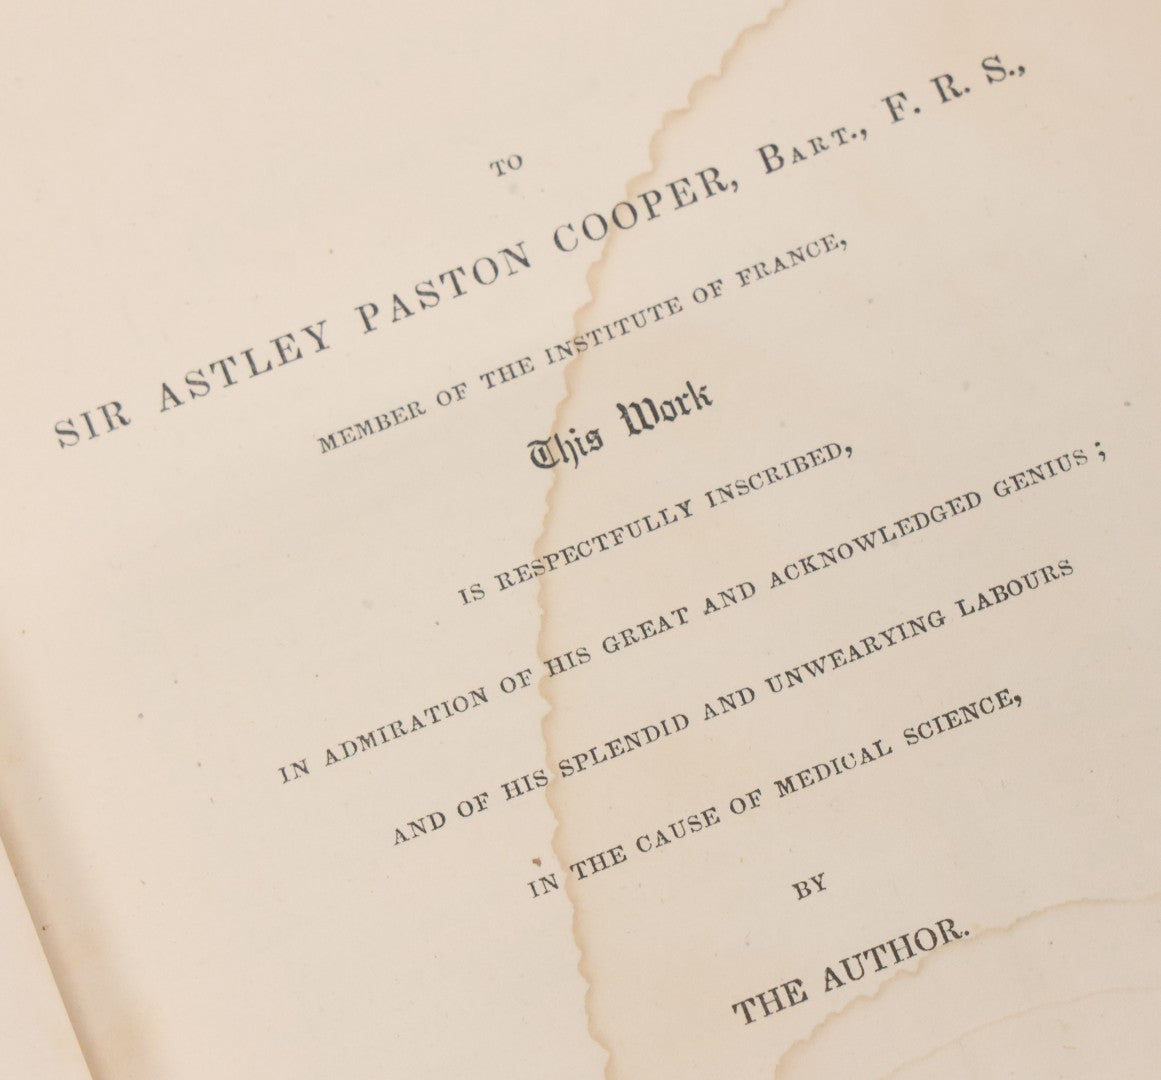 TO
SIR ASTLEY PASTON COOPER, BART., F. R. S.,
MEMBER OF THE INSTITUTE OF FRANCE,
This Work
IS RESPECTFULLY INSCRIBED,
IN ADMIRATION OF HIS GREAT AND ACKNOWLEDGED GENIUS;
AND OF HIS SPLENDID AND UNWEARYING LABOURS
IN THE CAUSE OF MEDICAL SCIENCE,
BY
THE AUTHOR.